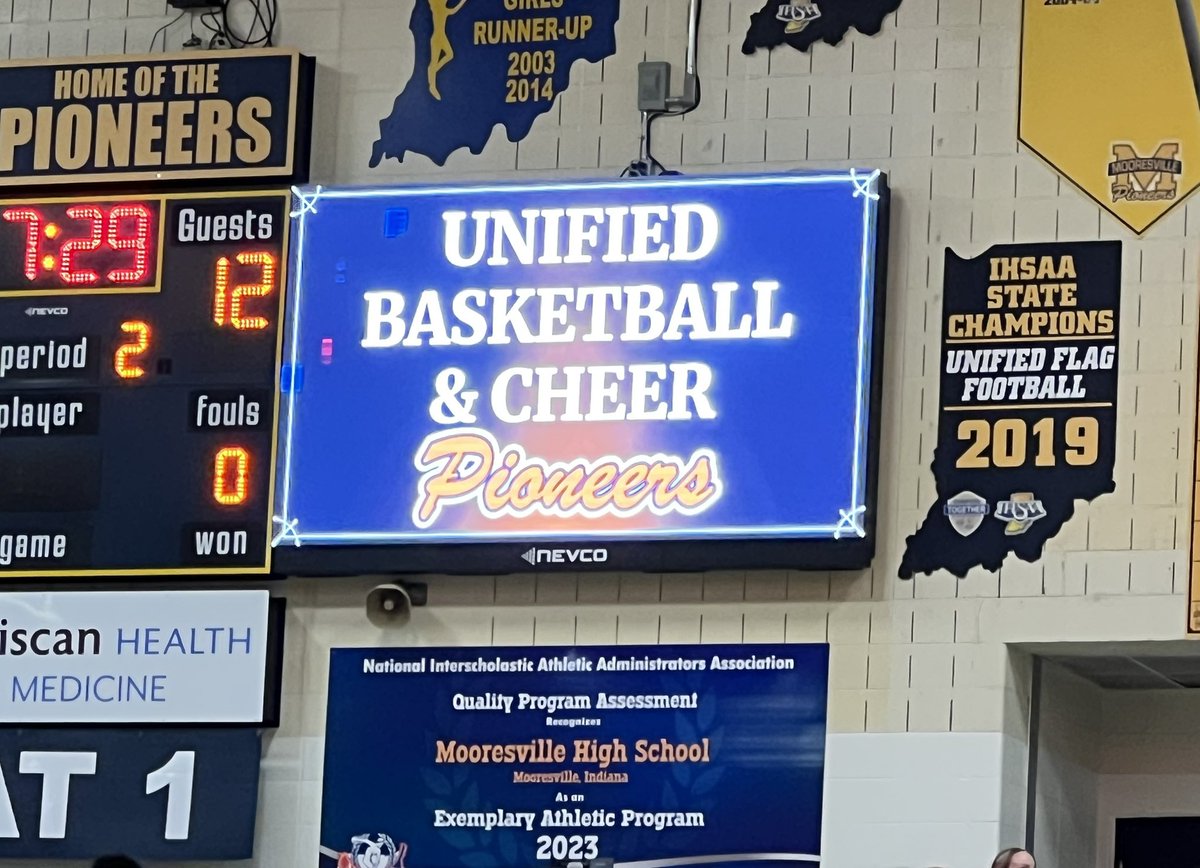 GIRLS
RUNNER-UP
2003
2014
IHSA
HOME OF THE
PIONEERS
7:29
Guests
12
NEVCO
period
2
player
fouls
0
game
won
UNIFIED
BASKETBALL
& CHEER
Pioneers
NEVCO
MOORESVILLE
Pioneers
IHSAA
STATE
CHAMPIONS
UNIFIED FLAG
FOOTBALL
2019
TOGETHER
IHSA
iscan HEALTH
MEDICINE
AT 1
National Interscholastic Athletic Administrators Association
Quality Program Assessment
Recognizes
Mooresville High School
Mooresville, Indiana
As an
Exemplary Athletic Program
2023